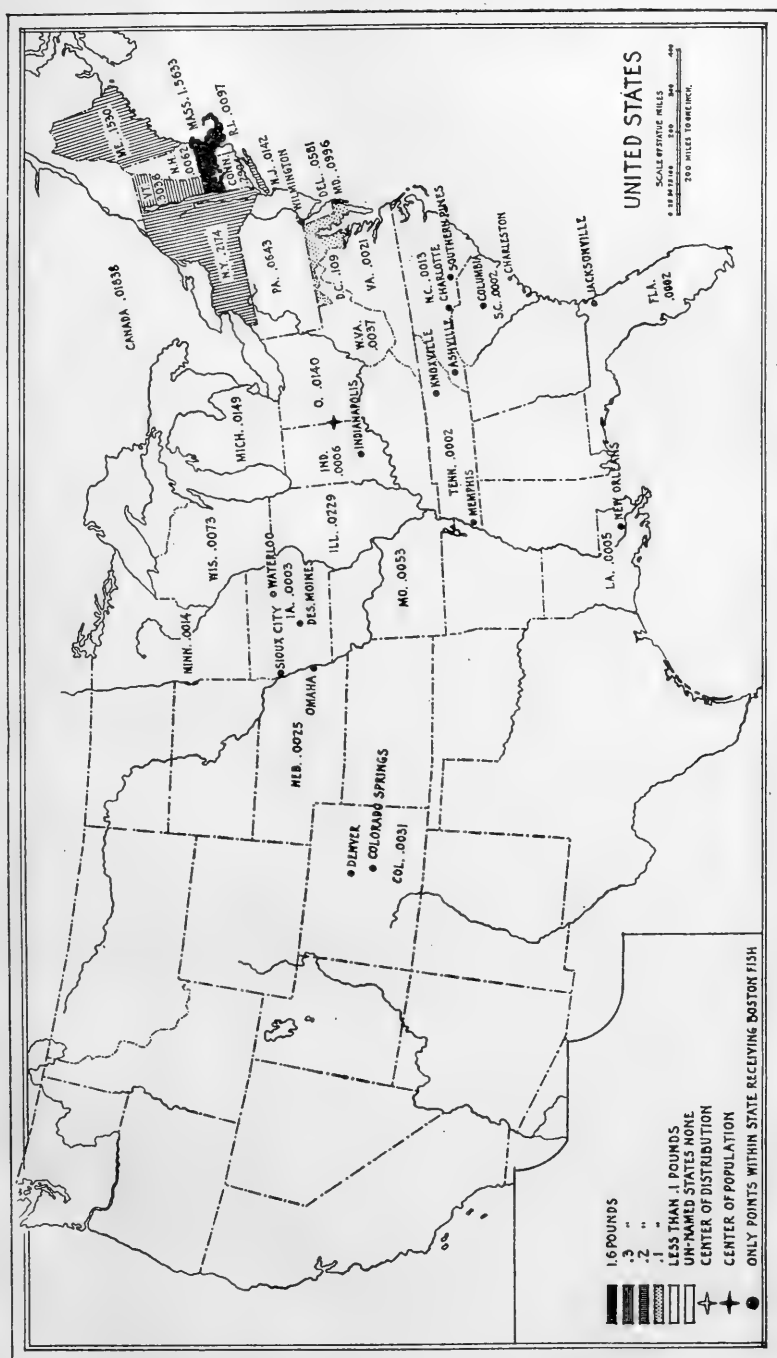 UNITED STATES
SCALE OF STATUE MILES
200 MILES TO ONE INCH.
CANADA .01838
ME. .1530
VT. .3036
N.H. .0062
MASS. 1.5633
R.I. .0097
CONN.
N.Y. .2174
N.J. .0142
PA. .0643
WILMINGTON
DEL. .0581
MD. .0996
D.C. .109
VA. .0021
W.VA. .0037
O. .0140
MICH. .0149
IND. .0006
INDIANAPOLIS
ILL. .0229
WIS. .0073
MINN. .0014
WATERLOO
IA. .0003
SIOUX CITY
DES. MOINES
OMAHA
NEB. .0025
MO. .0053
DENVER
COLORADO SPRINGS
COL. .0031
N.C. .0013
CHARLOTTE
SOUTHERN PINES
KNOXVILLE
ASHVILLE
COLUMBIA
S.C. .0002
CHARLESTON
TENN. .0002
MEMPHIS
JACKSONVILLE
FLA. .0002
LA. .0005
NEW ORLEANS
1.6 POUNDS
.3 "
.2 "
.1 "
LESS THAN .1 POUNDS
UN-NAMED STATES NONE
CENTER OF DISTRIBUTION
CENTER OF POPULATION
ONLY POINTS WITHIN STATE RECEIVING BOSTON FISH